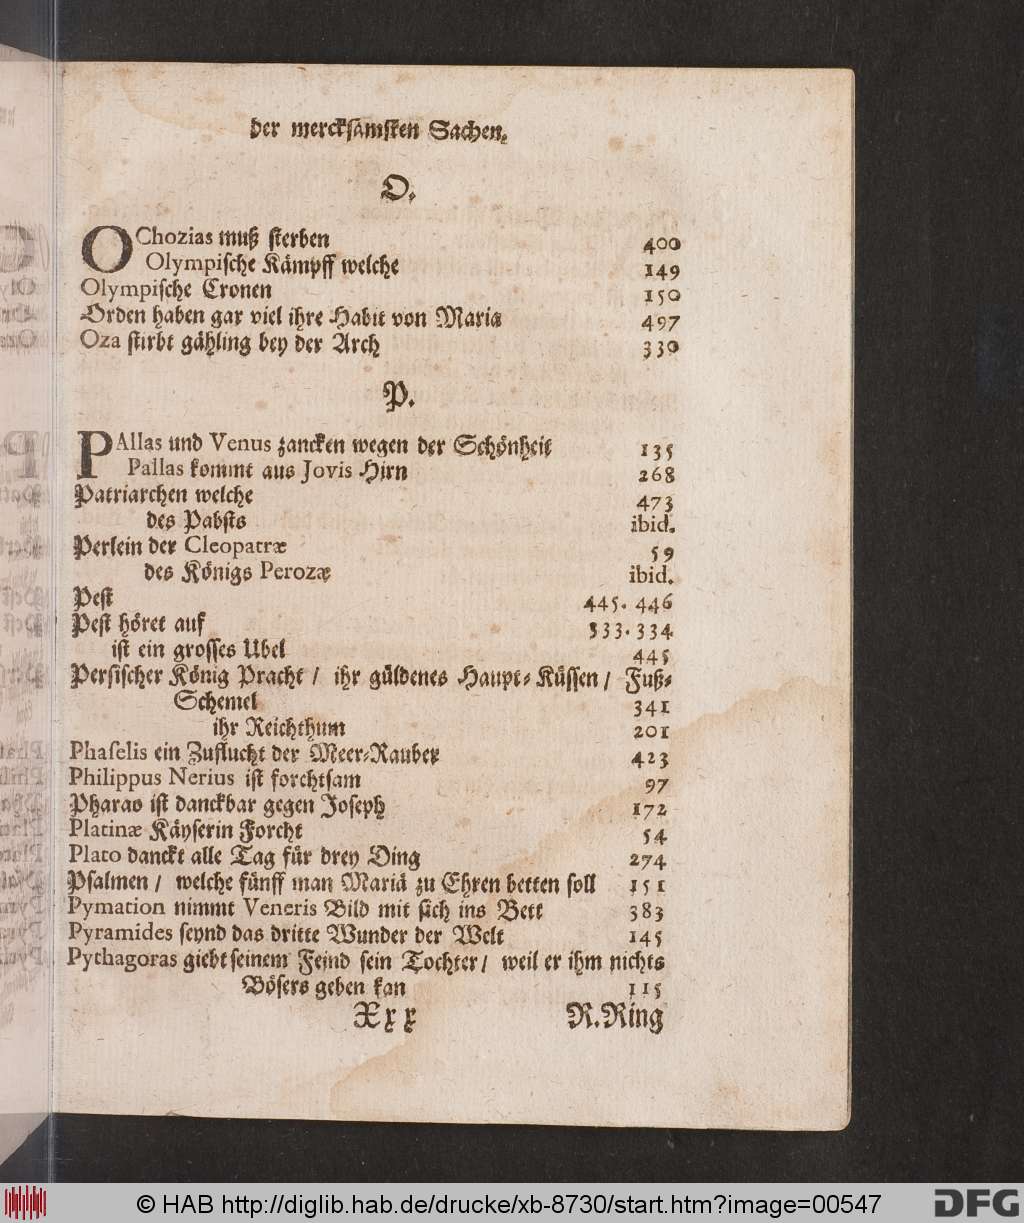 der mercksamsten Sachen.
O.
OChozias muß sterben 400
Olympische Kämpff welche 149
Olympische Cronen 150
Orden haben gar viel ihre Habit von Maria 497
Oza stirbt gähling bey der Arch 330
P.
PAllas und Venus zancken wegen der Schönheit 135
Pallas kommt aus Jovis Hirn 268
Patriarchen welche 473
des Pabsts ibid.
Perlein der Cleopatræ 59
des Königs Perozæ ibid.
Pest 445. 446
Pest höret auf 333. 334
ist ein grosses Ubel 445
Persischer König Pracht / ihr güldenes Haupt-Küssen / Fuß-
Schemel 341
ihr Reichthum 201
Phaselis ein Zuflucht der Meer-Rauber 423
Philippus Nerius ist forchtsam 97
Pharao ist danckbar gegen Joseph 172
Platinæ Käyserin Forcht 54
Plato danckt alle Tag für drey Ding 274
Psalmen / welche fünff man Mariä zu Ehren betten soll 151
Pymation nimmt Veneris Bild mit sich ins Bett 383
Pyramides seynd das dritte Wunder der Welt 145
Pythagoras giebt seinem Feind sein Tochter / weil er ihm nichts
Bösers geben kan 115
Xxx R. Ring
© HAB http://diglib.hab.de/drucke/xb-8730/start.htm?image=00547
DFG